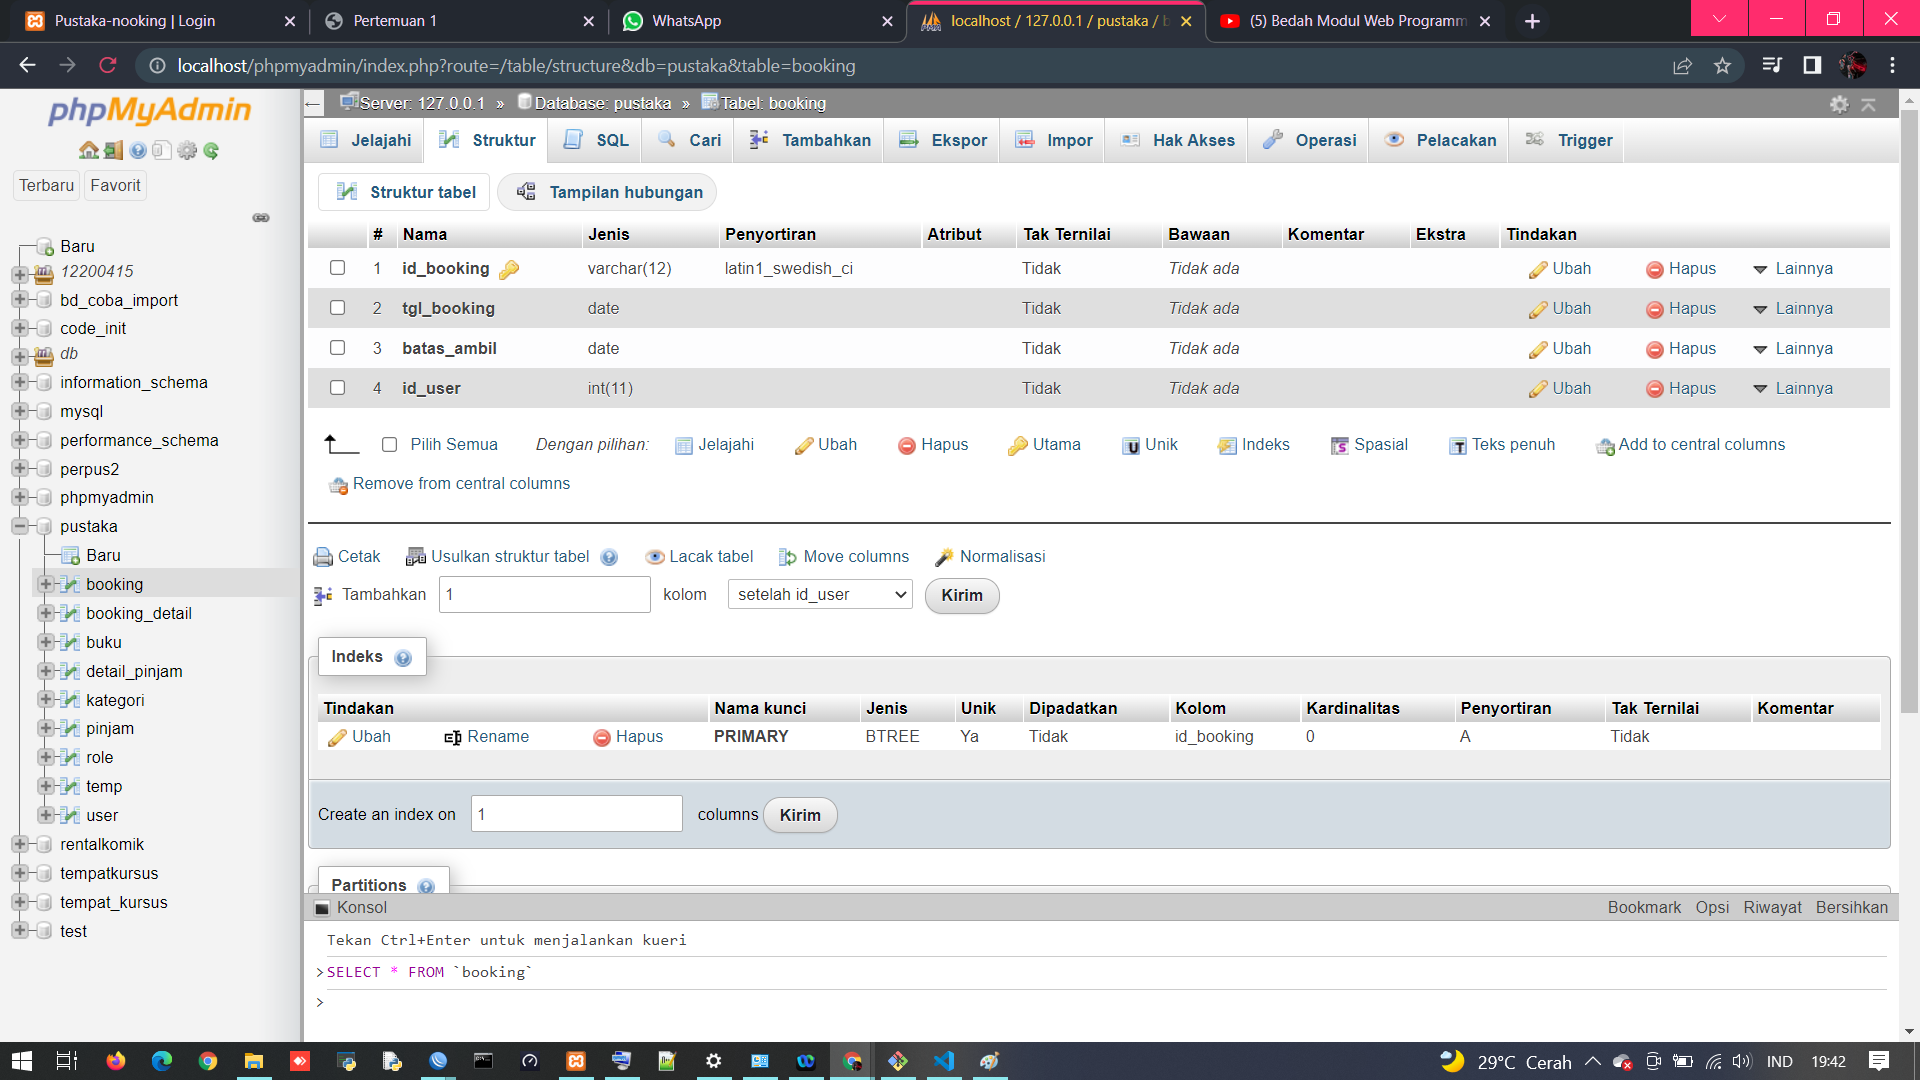 Pustaka-nooking | Login
Pertemuan 1
WhatsApp
localhost / 127.0.0.1 / pustaka / b
(5) Bedah Modul Web Programm
localhost/phpmyadmin/index.php?route=/table/structure&db=pustaka&table=booking
phpMyAdmin
Terbaru
Favorit
Baru
12200415
bd_coba_import
code_init
db
information_schema
mysql
performance_schema
perpus2
phpmyadmin
pustaka
Baru
booking
booking_detail
buku
detail_pinjam
kategori
pinjam
role
temp
user
rentalkomik
tempatkursus
tempat_kursus
test
Server: 127.0.0.1 » Database: pustaka » Tabel: booking
Jelajahi Struktur SQL Cari Tambahkan Ekspor Impor Hak Akses Operasi Pelacakan Trigger
Struktur tabel Tampilan hubungan
# Nama Jenis Penyortiran Atribut Tak Ternilai Bawaan Komentar Ekstra Tindakan
1 id_booking varchar(12) latin1_swedish_ci Tidak Tidak ada Ubah Hapus Lainnya
2 tgl_booking date Tidak Tidak ada Ubah Hapus Lainnya
3 batas_ambil date Tidak Tidak ada Ubah Hapus Lainnya
4 id_user int(11) Tidak Tidak ada Ubah Hapus Lainnya
Pilih Semua Dengan pilihan: Jelajahi Ubah Hapus Utama Unik Indeks Spasial Teks penuh Add to central columns
Remove from central columns
Cetak Usulkan struktur tabel Lacak tabel Move columns Normalisasi
Tambahkan 1 kolom setelah id_user Kirim
Indeks
Tindakan Nama kunci Jenis Unik Dipadatkan Kolom Kardinalitas Penyortiran Tak Ternilai Komentar
Ubah Rename Hapus PRIMARY BTREE Ya Tidak id_booking 0 A Tidak
Create an index on 1 columns Kirim
Partitions
Konsol Bookmark Opsi Riwayat Bersihkan
Tekan Ctrl+Enter untuk menjalankan kueri
>SELECT * FROM `booking`
>
29°C Cerah IND 19:42